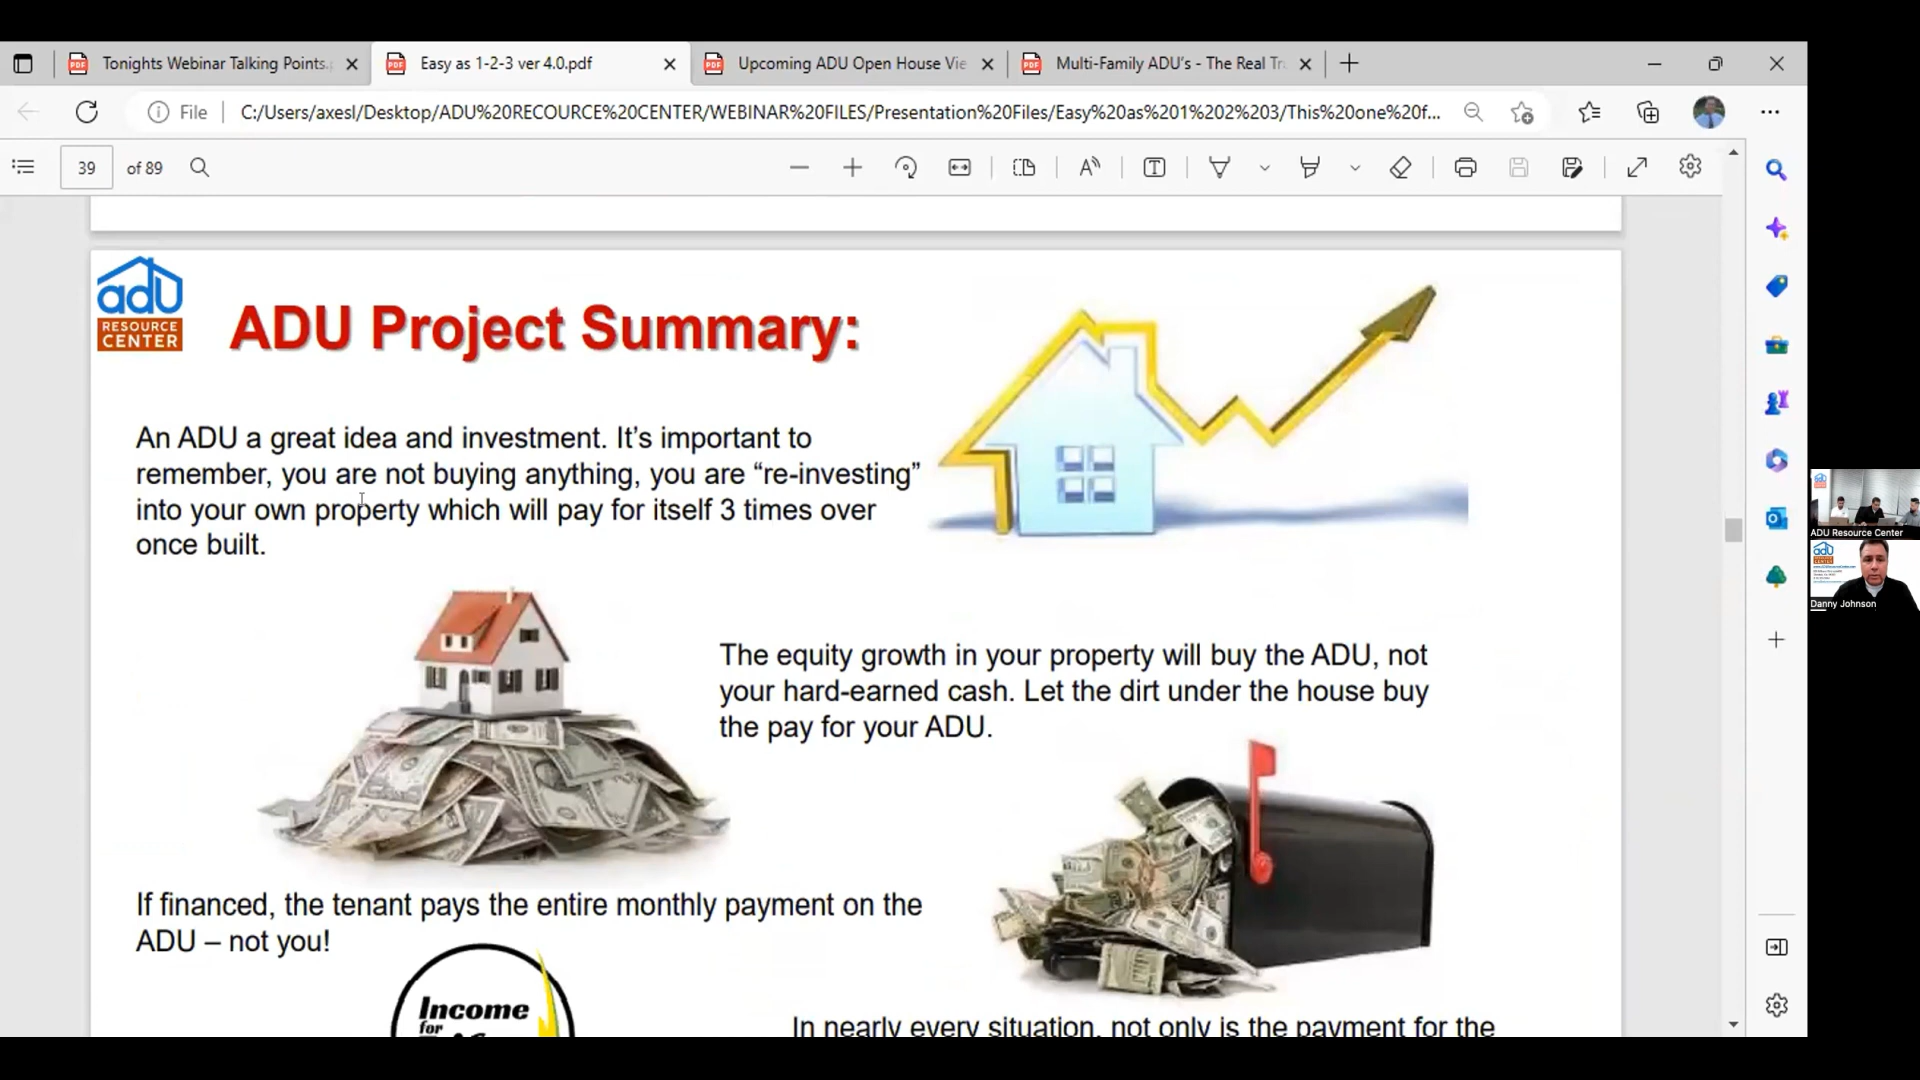 Tonights Webinar Talking Points.
Easy as 1-2-3 ver 4.0.pdf
Upcoming ADU Open House Vie
Multi-Family ADU's - The Real Tr
File
C:/Users/axesl/Desktop/ADU%20RECOURCE%20CENTER/WEBINAR%20FILES/Presentation%20Files/Easy%20as%201%202%203/This%20one%20f...
39 of 89
adu
RESOURCE
CENTER
ADU Project Summary:
An ADU a great idea and investment. It’s important to
remember, you are not buying anything, you are “re-investing”
into your own property which will pay for itself 3 times over
once built.
The equity growth in your property will buy the ADU, not
your hard-earned cash. Let the dirt under the house buy
the pay for your ADU.
If financed, the tenant pays the entire monthly payment on the
ADU – not you!
Income
for
In nearly every situation, not only is the payment for the
ADU Resource Center
Danny Johnson